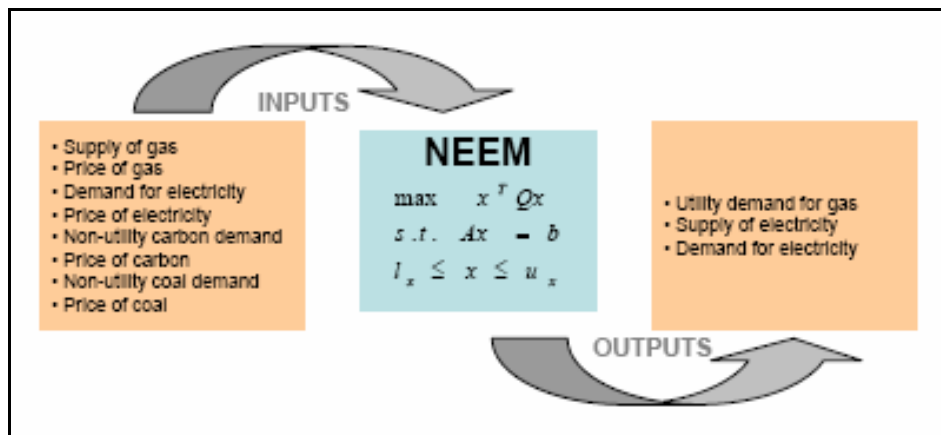 INPUTS
• Supply of gas
• Price of gas
• Demand for electricity
• Price of electricity
• Non-utility carbon demand
• Price of carbon
• Non-utility coal demand
• Price of coal
NEEM
max x^T Qx
s.t. Ax = b
l_x ≤ x ≤ u_x
• Utility demand for gas
• Supply of electricity
• Demand for electricity
OUTPUTS